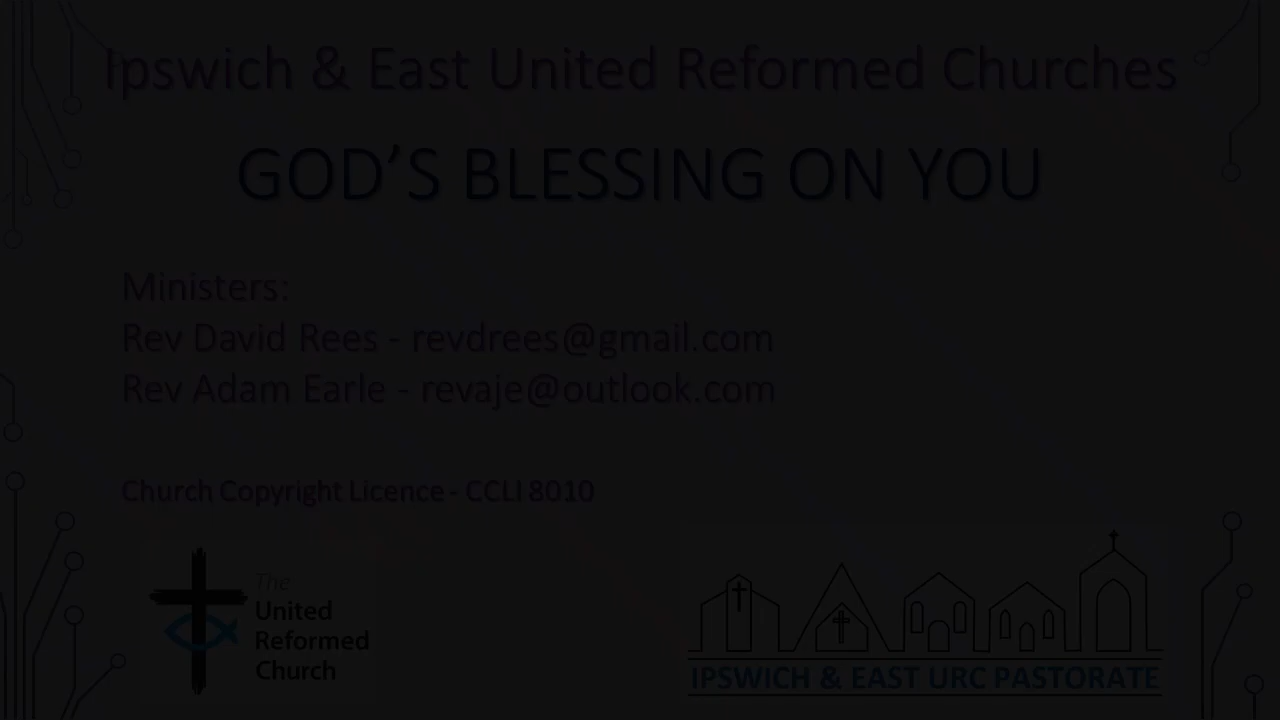 Ipswich & East United Reformed Churches
GOD’S BLESSING ON YOU
Ministers:
Rev David Rees - revdrees@gmail.com
Rev Adam Earle - revaje@outlook.com
Church Copyright Licence - CCLI 8010
The
United
Reformed
Church
IPSWICH & EAST URC PASTORATE